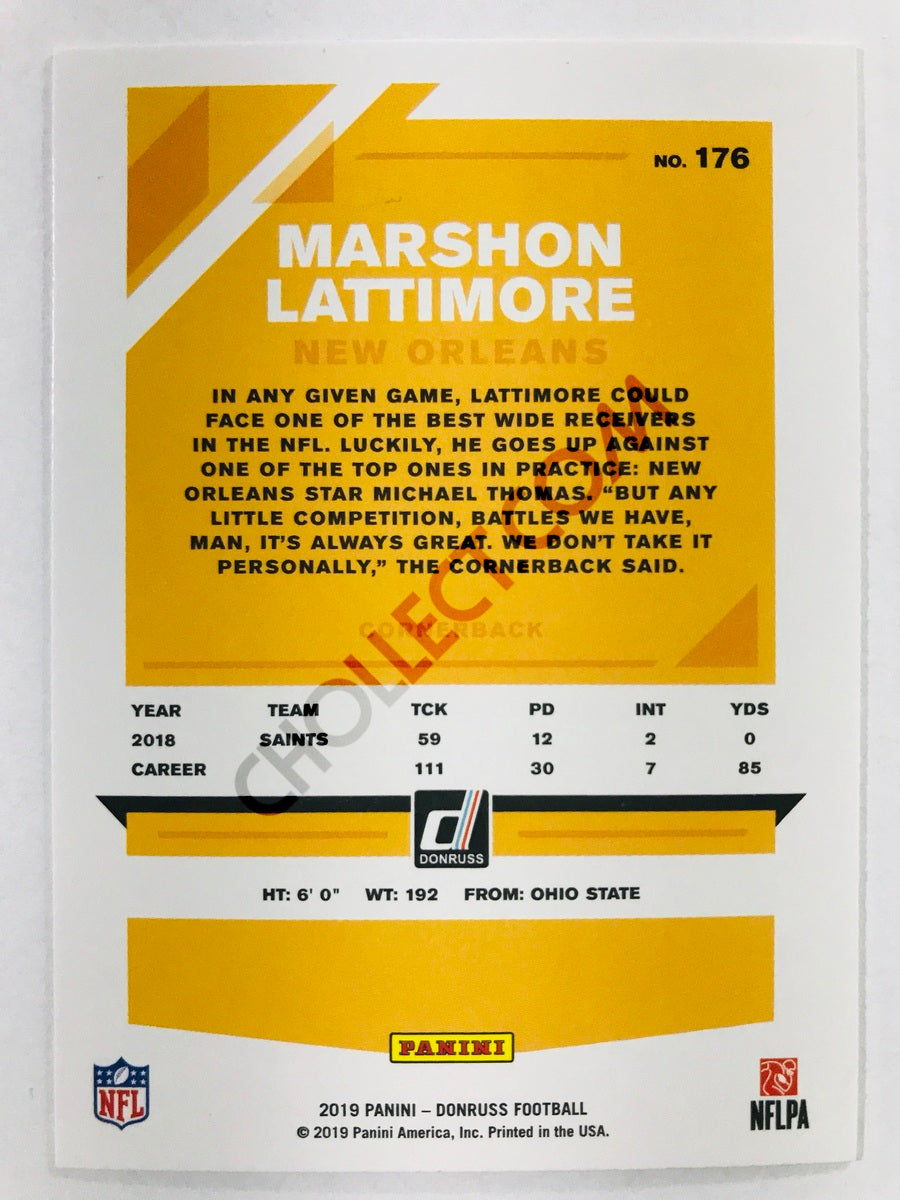 NO. 176
MARSHON
LATTIMORE
NEW ORLEANS
IN ANY GIVEN GAME, LATTIMORE COULD
FACE ONE OF THE BEST WIDE RECEIVERS
IN THE NFL. LUCKILY, HE GOES UP AGAINST
ONE OF THE TOP ONES IN PRACTICE: NEW
ORLEANS STAR MICHAEL THOMAS. “BUT ANY
LITTLE COMPETITION, BATTLES WE HAVE,
MAN, IT’S ALWAYS GREAT. WE DON’T TAKE IT
PERSONALLY,” THE CORNERBACK SAID.
CORNERBACK
CHOLLECT.COM
YEAR TEAM TCK PD INT YDS
2018 SAINTS 59 12 2 0
CAREER 111 30 7 85
d
DONRUSS
HT: 6' 0" WT: 192 FROM: OHIO STATE
PANINI
NFL
NFLPA
2019 PANINI – DONRUSS FOOTBALL
© 2019 Panini America, Inc. Printed in the USA.